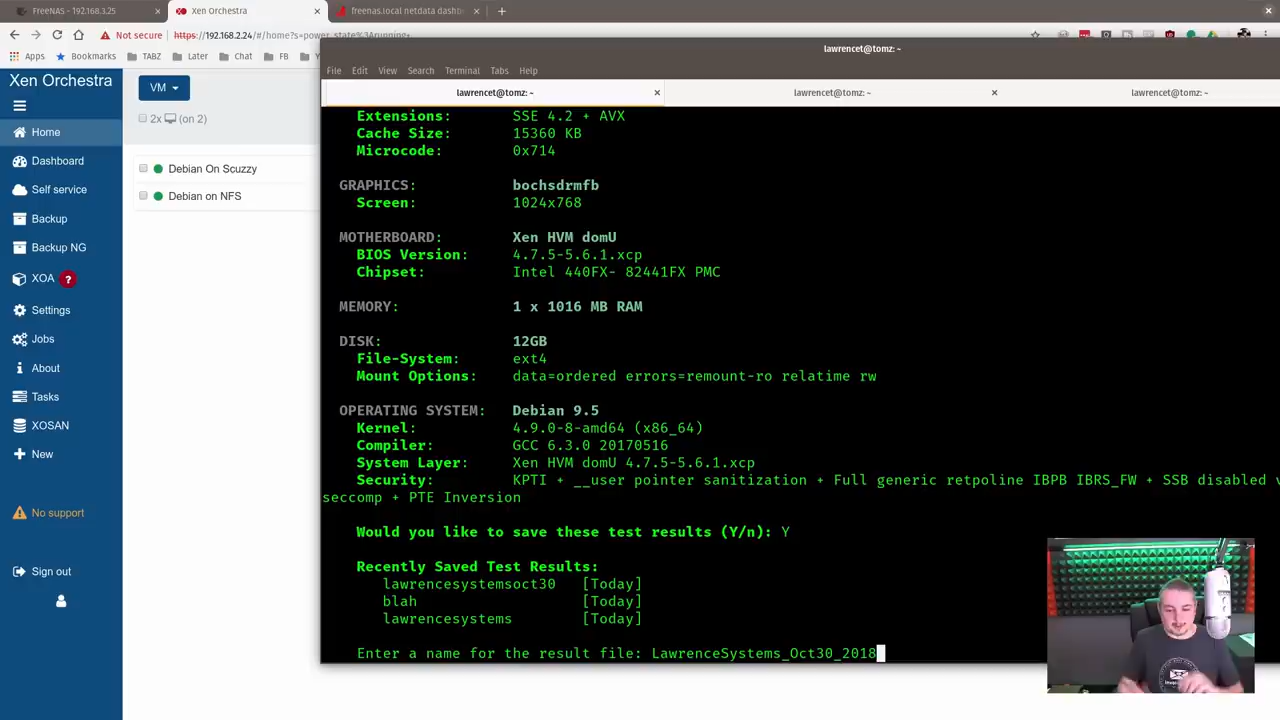 FreeNAS - 192.168.3.25
Xen Orchestra
freenas.local netdata dashb
Not secure
https://192.168.2.24/#/home?s=power_state%3Arunning+
Apps
Bookmarks
TABZ
Later
Chat
FB
lawrencet@tomz: ~
File Edit View Search Terminal Tabs Help
lawrencet@tomz: ~
lawrencet@tomz: ~
lawrencet@tomz: ~
Xen Orchestra
Home
Dashboard
Self service
Backup
Backup NG
XOA ?
Settings
Jobs
About
Tasks
XOSAN
New
No support
Sign out
VM
2x (on 2)
Debian On Scuzzy
Debian on NFS
Extensions: SSE 4.2 + AVX
Cache Size: 15360 KB
Microcode: 0x714
GRAPHICS: bochsdrmfb
Screen: 1024x768
MOTHERBOARD: Xen HVM domU
BIOS Version: 4.7.5-5.6.1.xcp
Chipset: Intel 440FX- 82441FX PMC
MEMORY: 1 x 1016 MB RAM
DISK: 12GB
File-System: ext4
Mount Options: data=ordered errors=remount-ro relatime rw
OPERATING SYSTEM: Debian 9.5
Kernel: 4.9.0-8-amd64 (x86_64)
Compiler: GCC 6.3.0 20170516
System Layer: Xen HVM domU 4.7.5-5.6.1.xcp
Security: KPTI + __user pointer sanitization + Full generic retpoline IBPB IBRS_FW + SSB disabled v
seccomp + PTE Inversion
Would you like to save these test results (Y/n): Y
Recently Saved Test Results:
lawrencesystemsoct30 [Today]
blah [Today]
lawrencesystems [Today]
Enter a name for the result file: LawrenceSystems_Oct30_2018